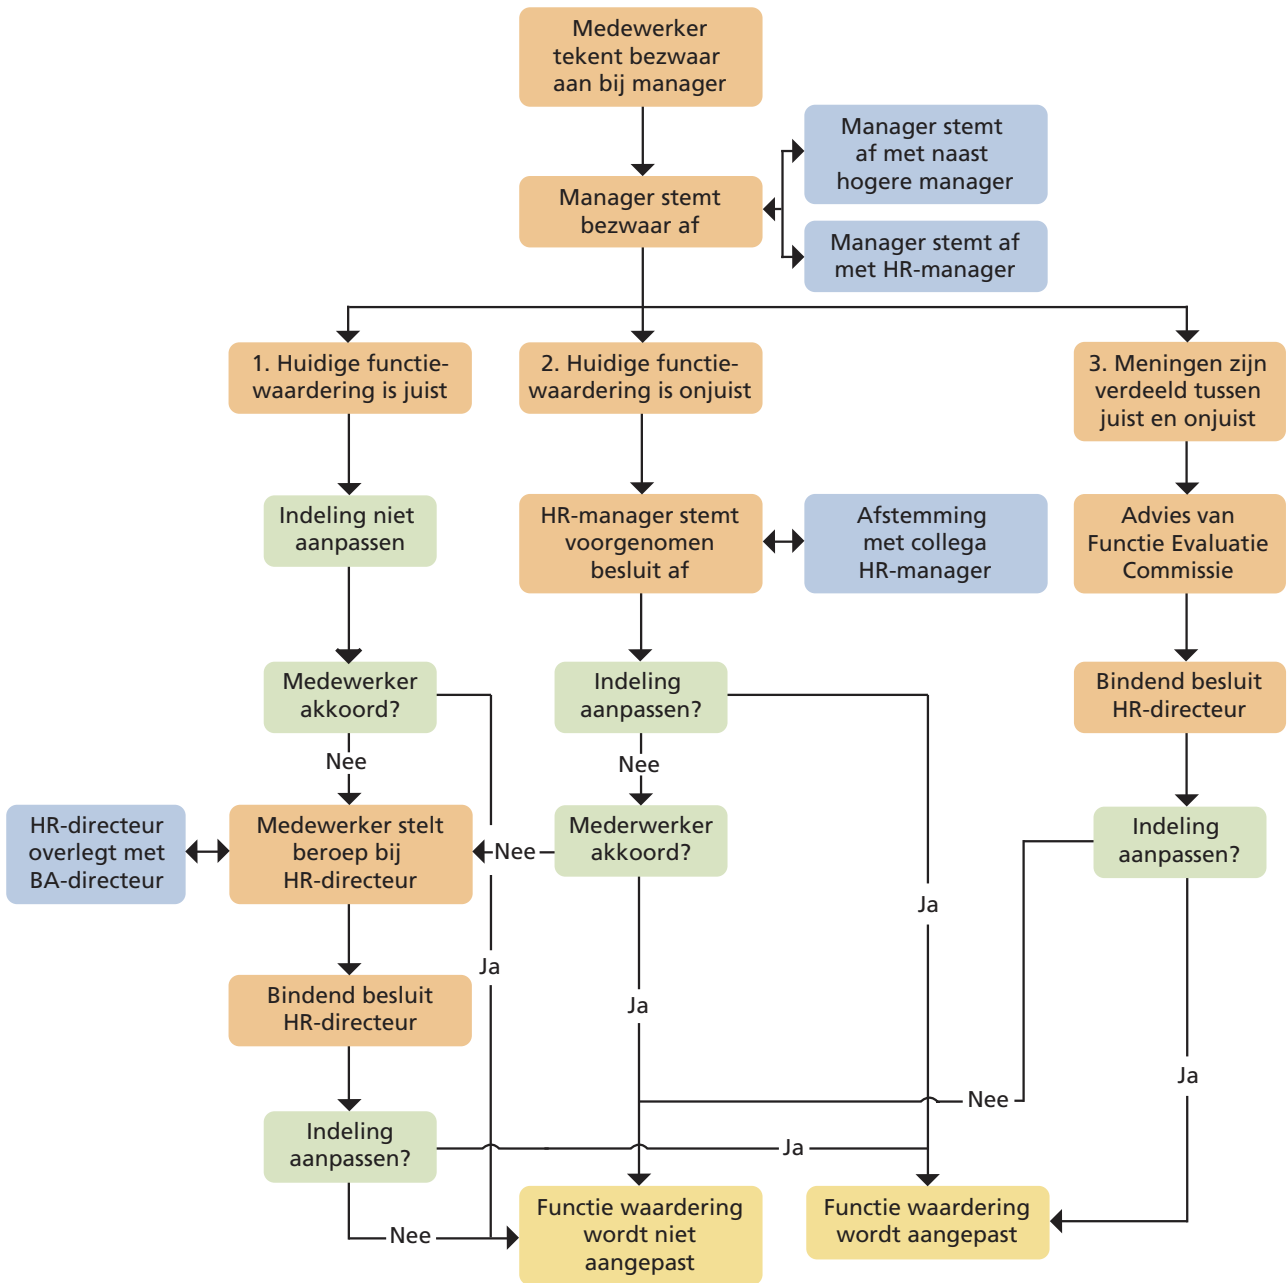 Medewerker
tekent bezwaar
aan bij manager
Manager stemt
af met naast
hogere manager
Manager stemt
bezwaar af
Manager stemt af
met HR-manager
1. Huidige functie-
waardering is juist
2. Huidige functie-
waardering is onjuist
3. Meningen zijn
verdeeld tussen
juist en onjuist
Indeling niet
aanpassen
HR-manager stemt
voorgenomen
besluit af
Afstemming
met collega
HR-manager
Advies van
Functie Evaluatie
Commissie
Medewerker
akkoord?
Indeling
aanpassen?
Bindend besluit
HR-directeur
Nee
Nee
HR-directeur
overlegt met
BA-directeur
Medewerker stelt
beroep bij
HR-directeur
Nee
Mederwerker
akkoord?
Indeling
aanpassen?
Ja
Ja
Bindend besluit
HR-directeur
Ja
Ja
Nee
Indeling
aanpassen?
Ja
Nee
Functie waardering
wordt niet
aangepast
Functie waardering
wordt aangepast